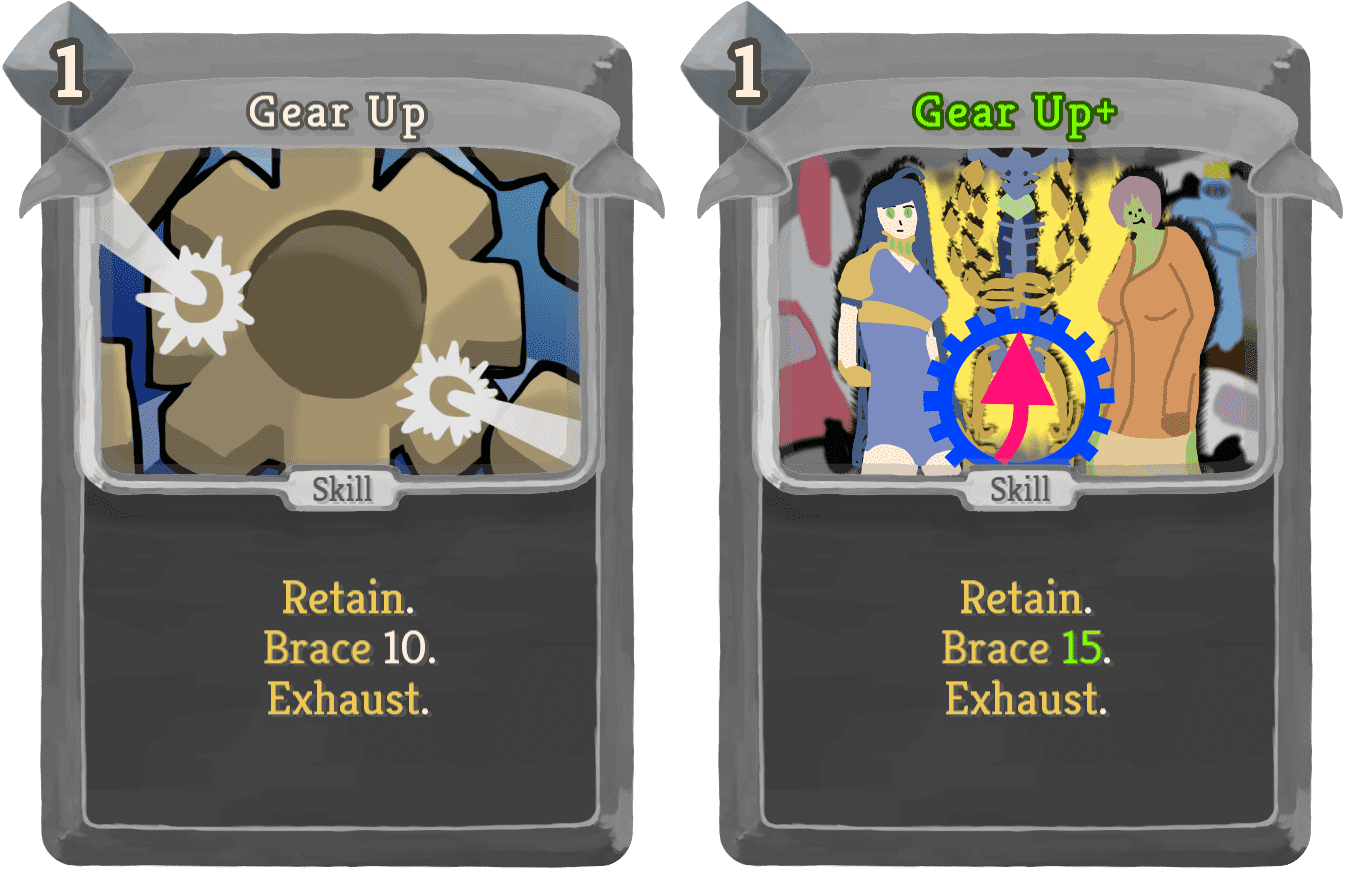 1
Gear Up
Skill
Retain.
Brace 10.
Exhaust.
1
Gear Up+
Skill
Retain.
Brace 15.
Exhaust.